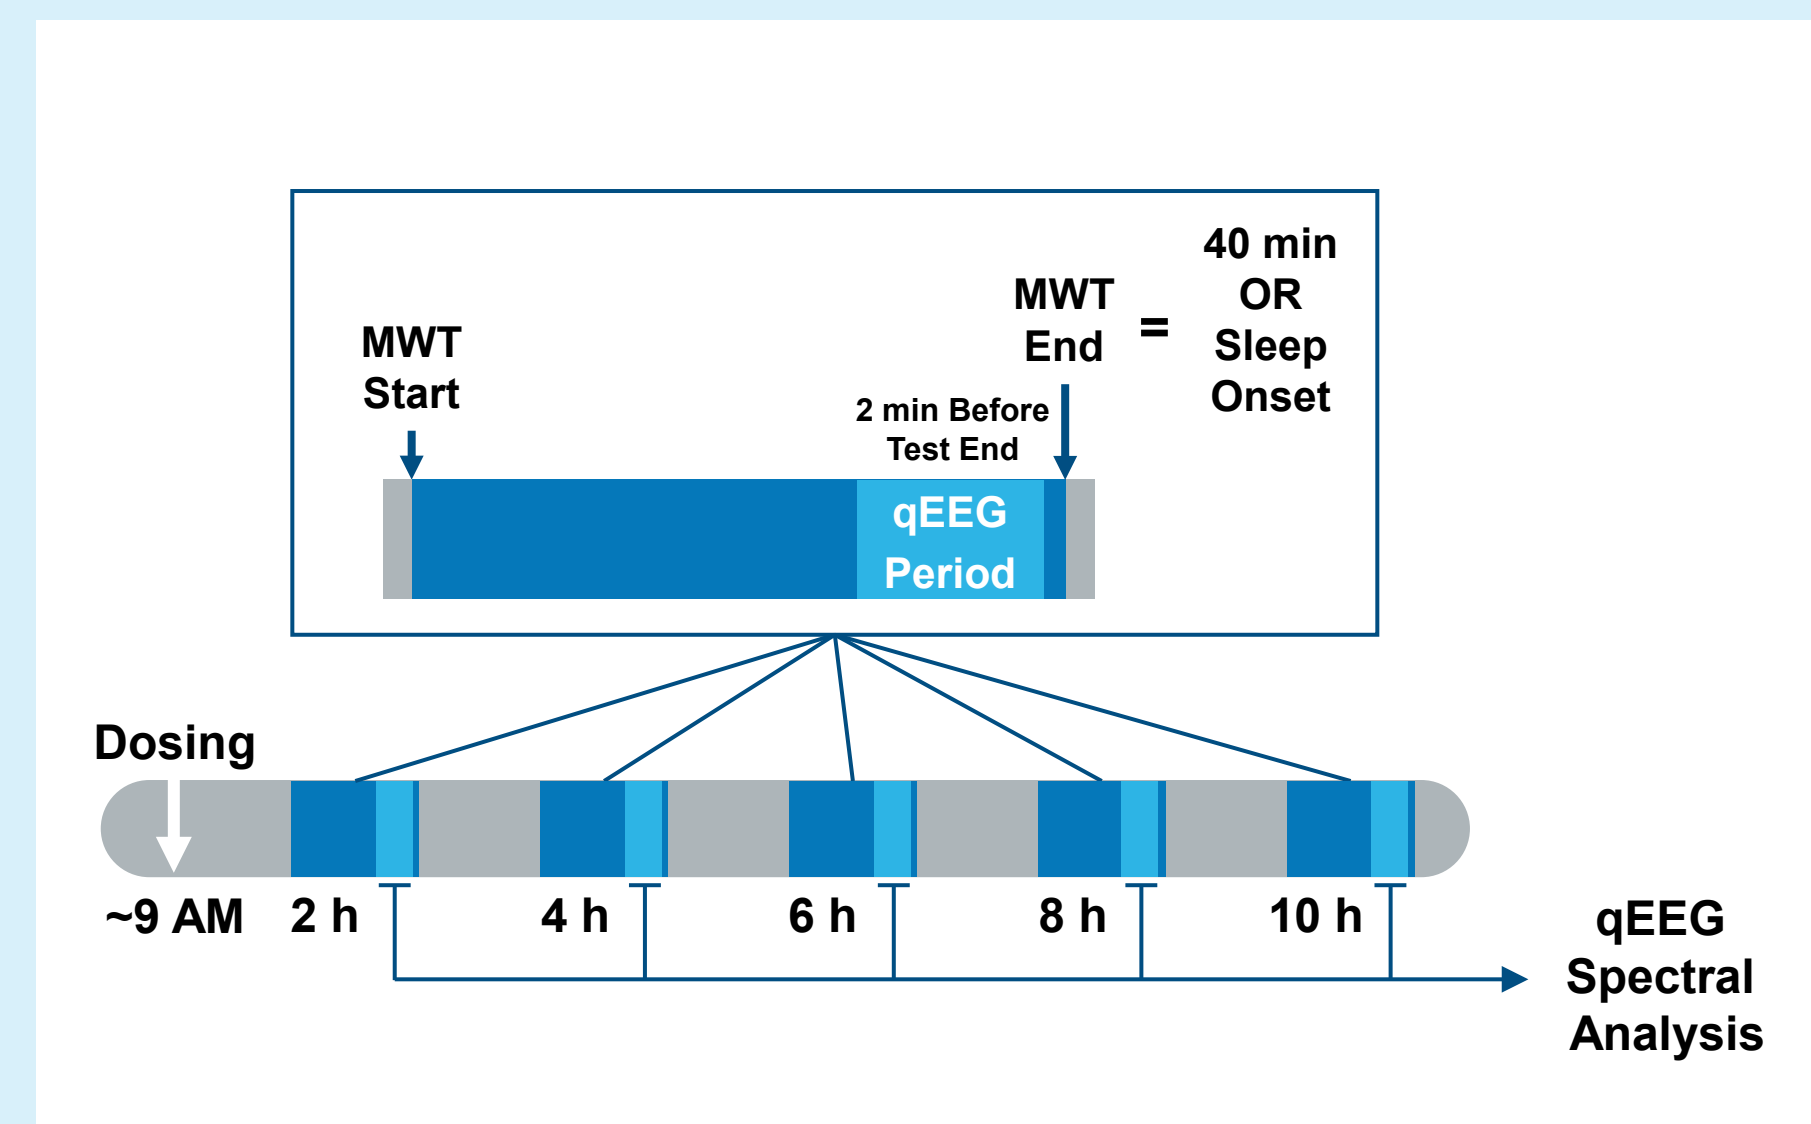 40 min
OR
Sleep
Onset
MWT
End
=
MWT
Start
2 min Before
Test End
qEEG
Period
Dosing
~9 AM
2 h
4 h
6 h
8 h
10 h
qEEG
Spectral
Analysis